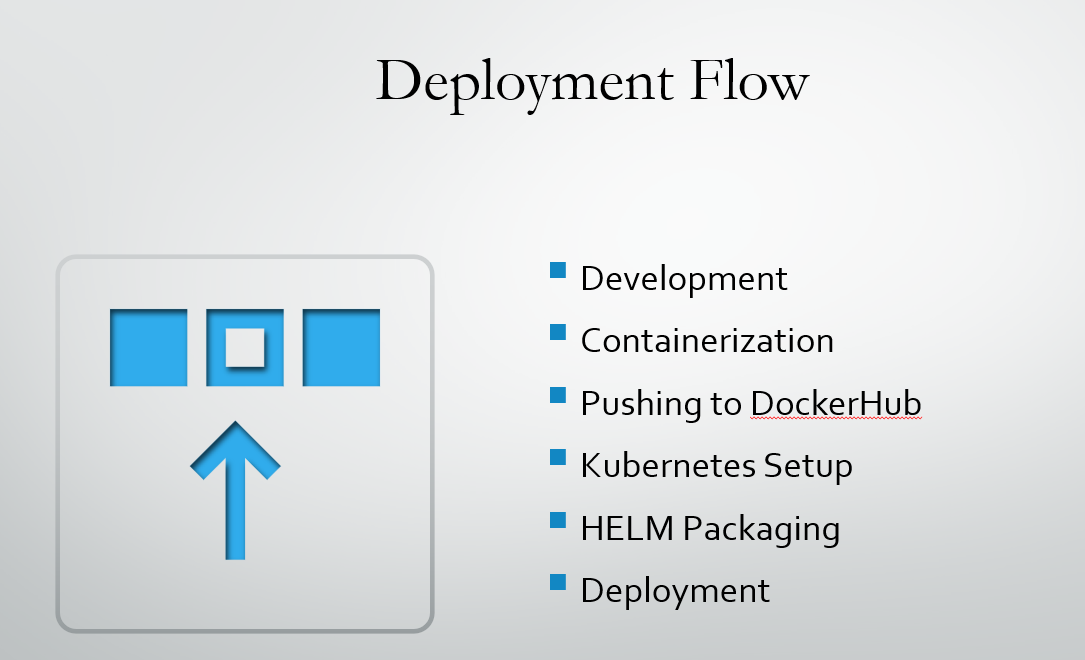 Deployment Flow
Development
Containerization
Pushing to DockerHub
Kubernetes Setup
HELM Packaging
Deployment